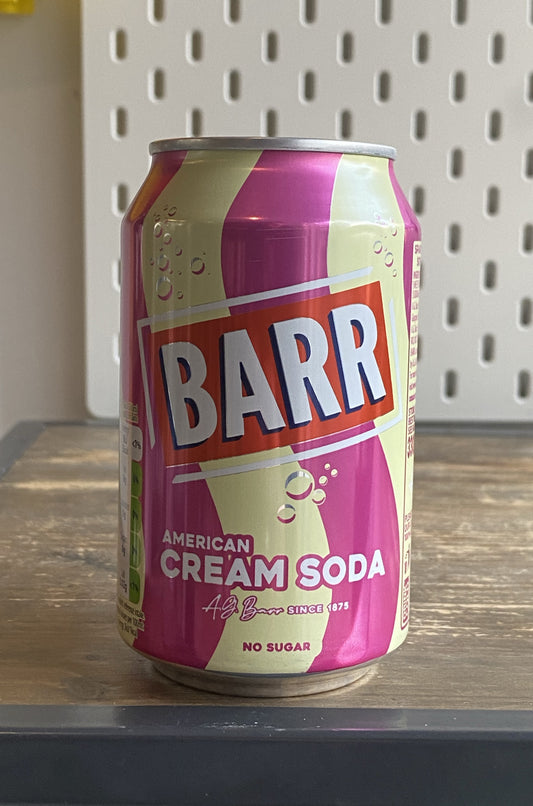 BARR
AMERICAN
CREAM SODA
A.G. Barr SINCE 1875
NO SUGAR